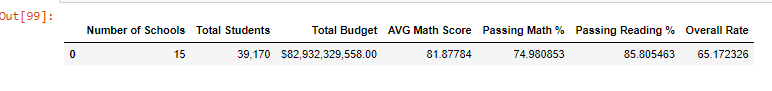 Out[99]:
Number of Schools Total Students Total Budget AVG Math Score Passing Math % Passing Reading % Overall Rate
0 15 39,170 $82,932,329,558.00 81.87784 74.980853 85.805463 65.172326